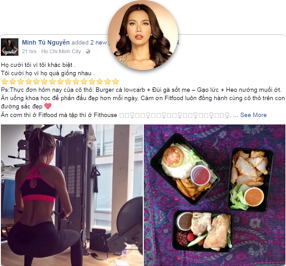 Minh Tú Nguyễn added 2 new
21 hrs · Ho Chi Minh City ·
Họ cười tôi vì tôi khác biệt .
Tôi cười họ vì họ quá giống nhau .
Ps:Thực đơn hôm nay của cô thỏ: Burger cá lowcarb + Đùi gà sốt me – Gạo lức + Heo nướng muối ớt.
Ăn uống khoa học để phấn đấu đẹp hơn mỗi ngày. Cảm ơn Fitfood luôn đồng hành cùng cô thỏ trên con
đường sắc đẹp
Ăn cơm thì ở Fitfood mà tập thì ở Fithouse ... See More